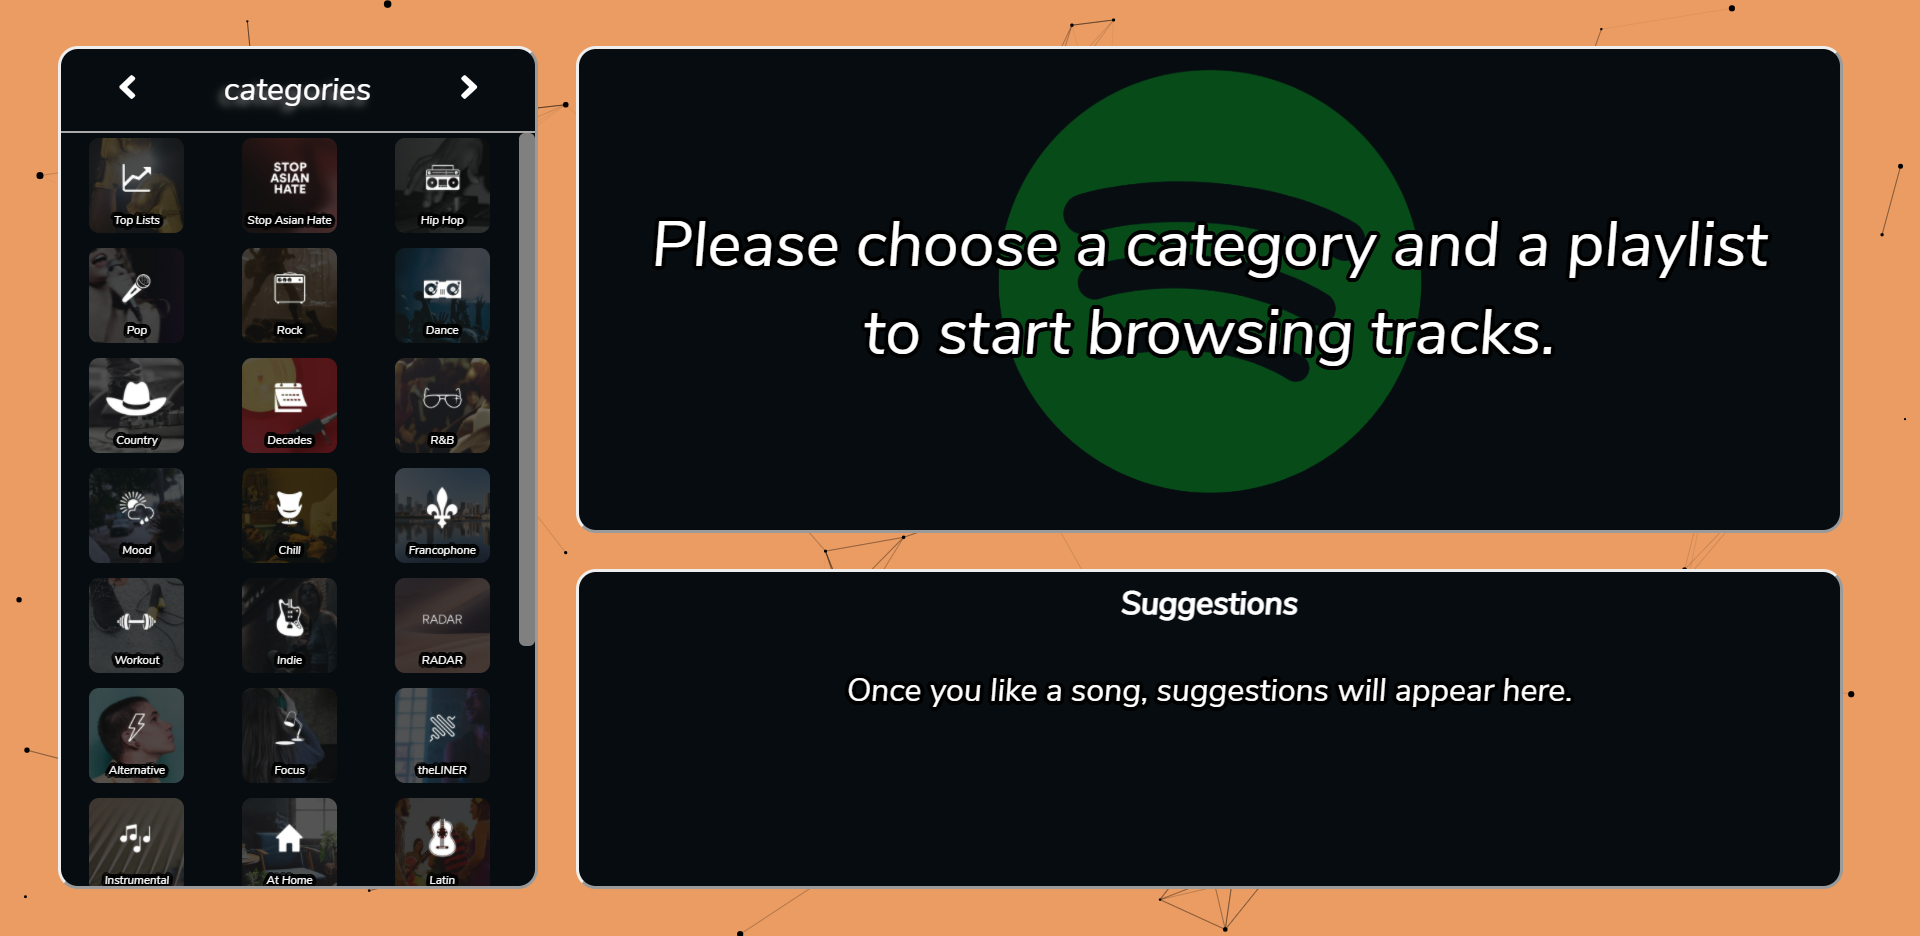 categories
STOP
ASIAN
HATE
Top Lists
Stop Asian Hate
Hip Hop
Pop
Rock
Dance
Country
Decades
R&B
Mood
Chill
Francophone
RADAR
Workout
Indie
RADAR
Alternative
Focus
theLINER
Instrumental
At Home
Latin
Please choose a category and a playlist
to start browsing tracks.
Suggestions
Once you like a song, suggestions will appear here.